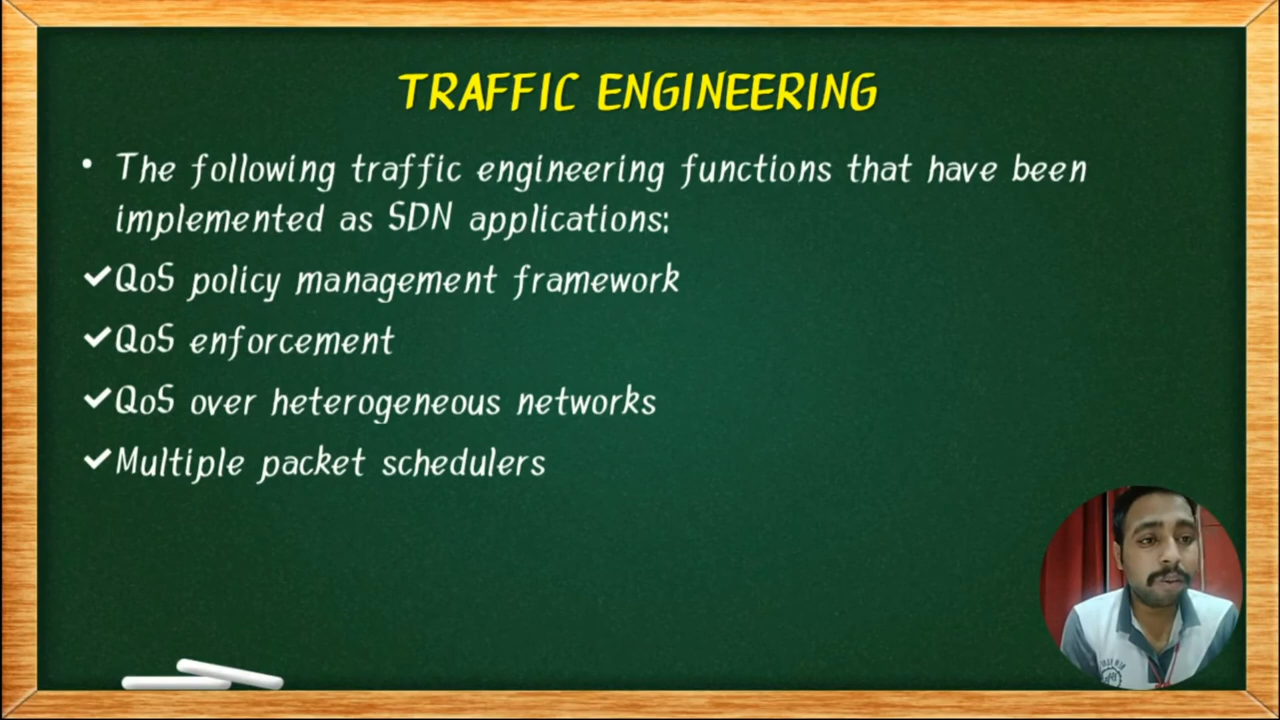 TRAFFIC ENGINEERING
• The following traffic engineering functions that have been
implemented as SDN applications:
✔QoS policy management framework
✔QoS enforcement
✔QoS over heterogeneous networks
✔Multiple packet schedulers